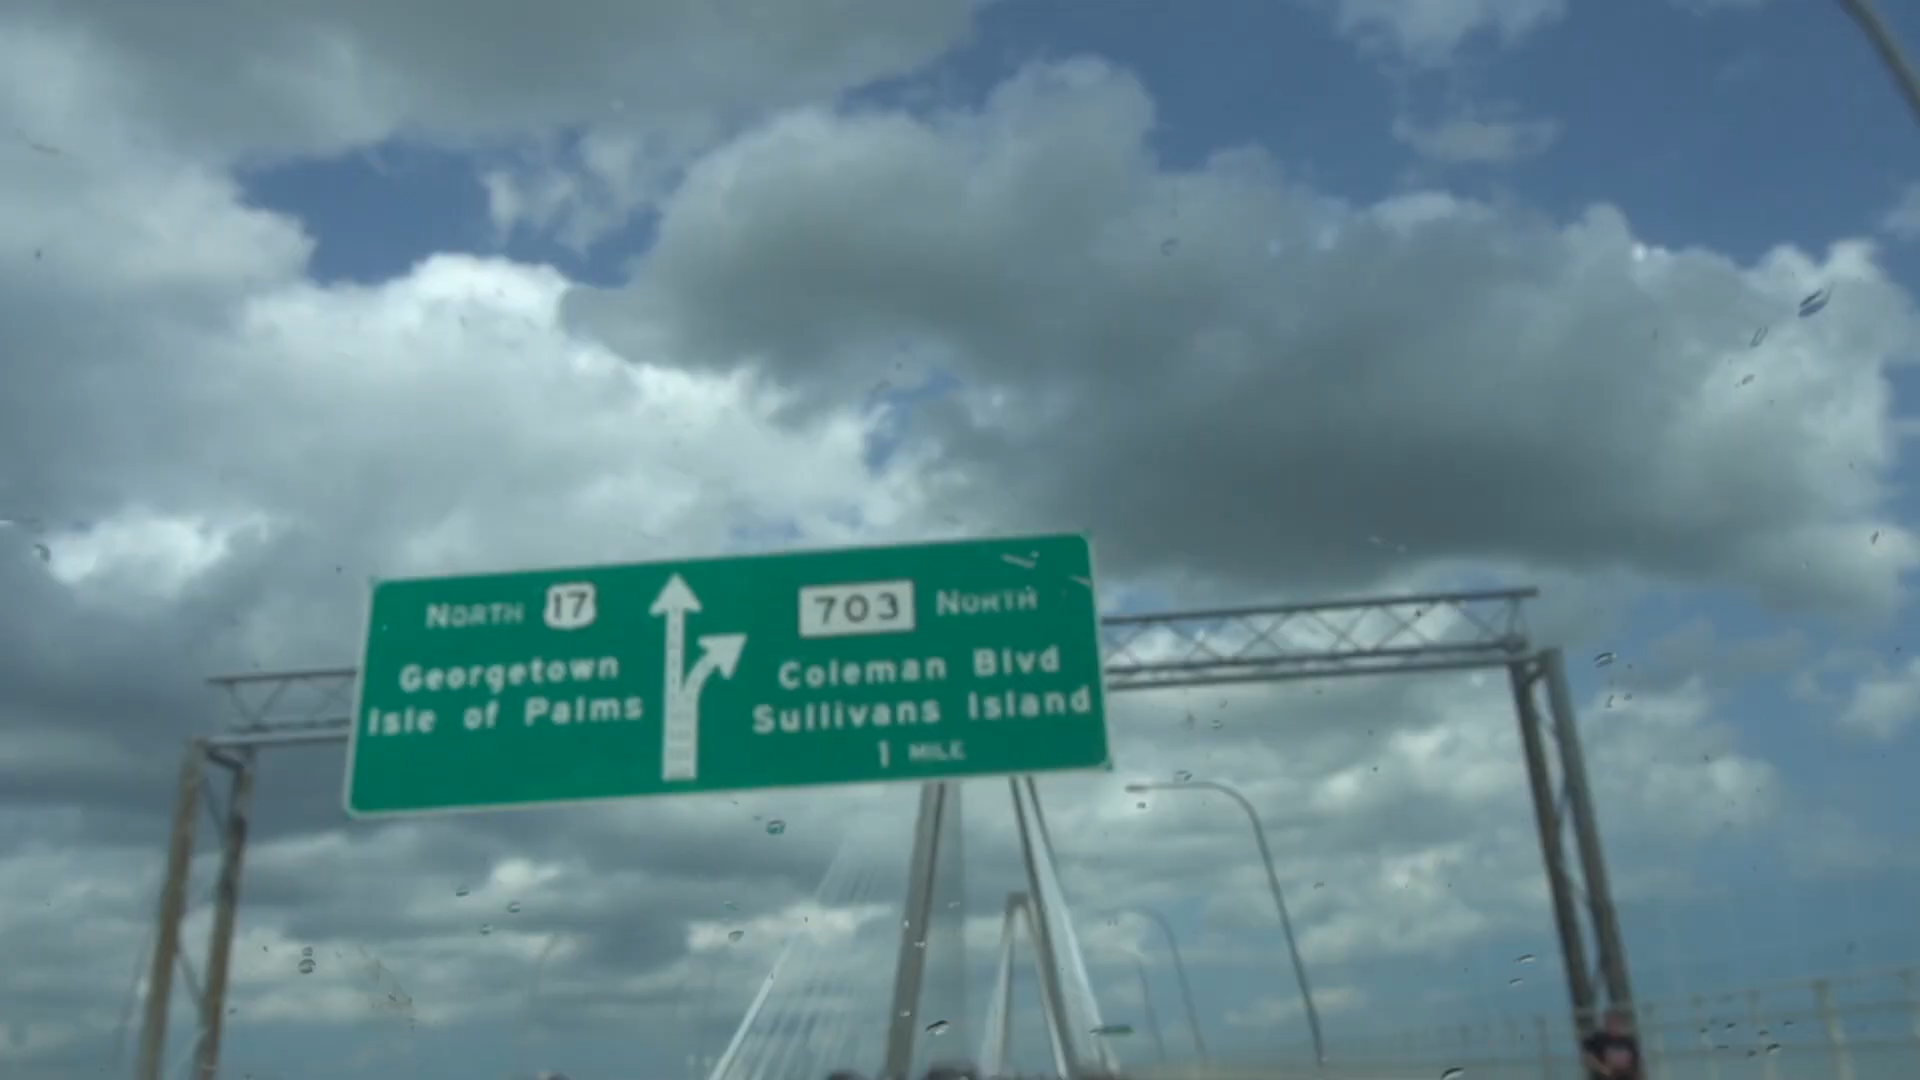 NORTH 17
Georgetown
Isle of Palms
703 NORTH
Coleman Blvd
Sullivans Island
1 MILE